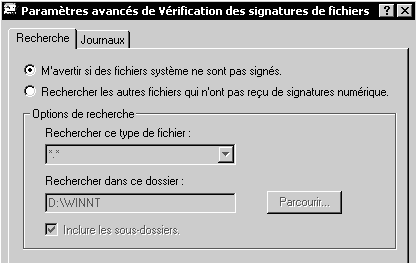 Paramètres avancés de Vérification des signatures de fichiers
Recherche
Journaux
M'avertir si des fichiers système ne sont pas signés.
Rechercher les autres fichiers qui n'ont pas reçu de signatures numérique.
Options de recherche
Rechercher ce type de fichier :
*.*
Rechercher dans ce dossier :
D:\WINNT
Parcourir...
Inclure les sous-dossiers.